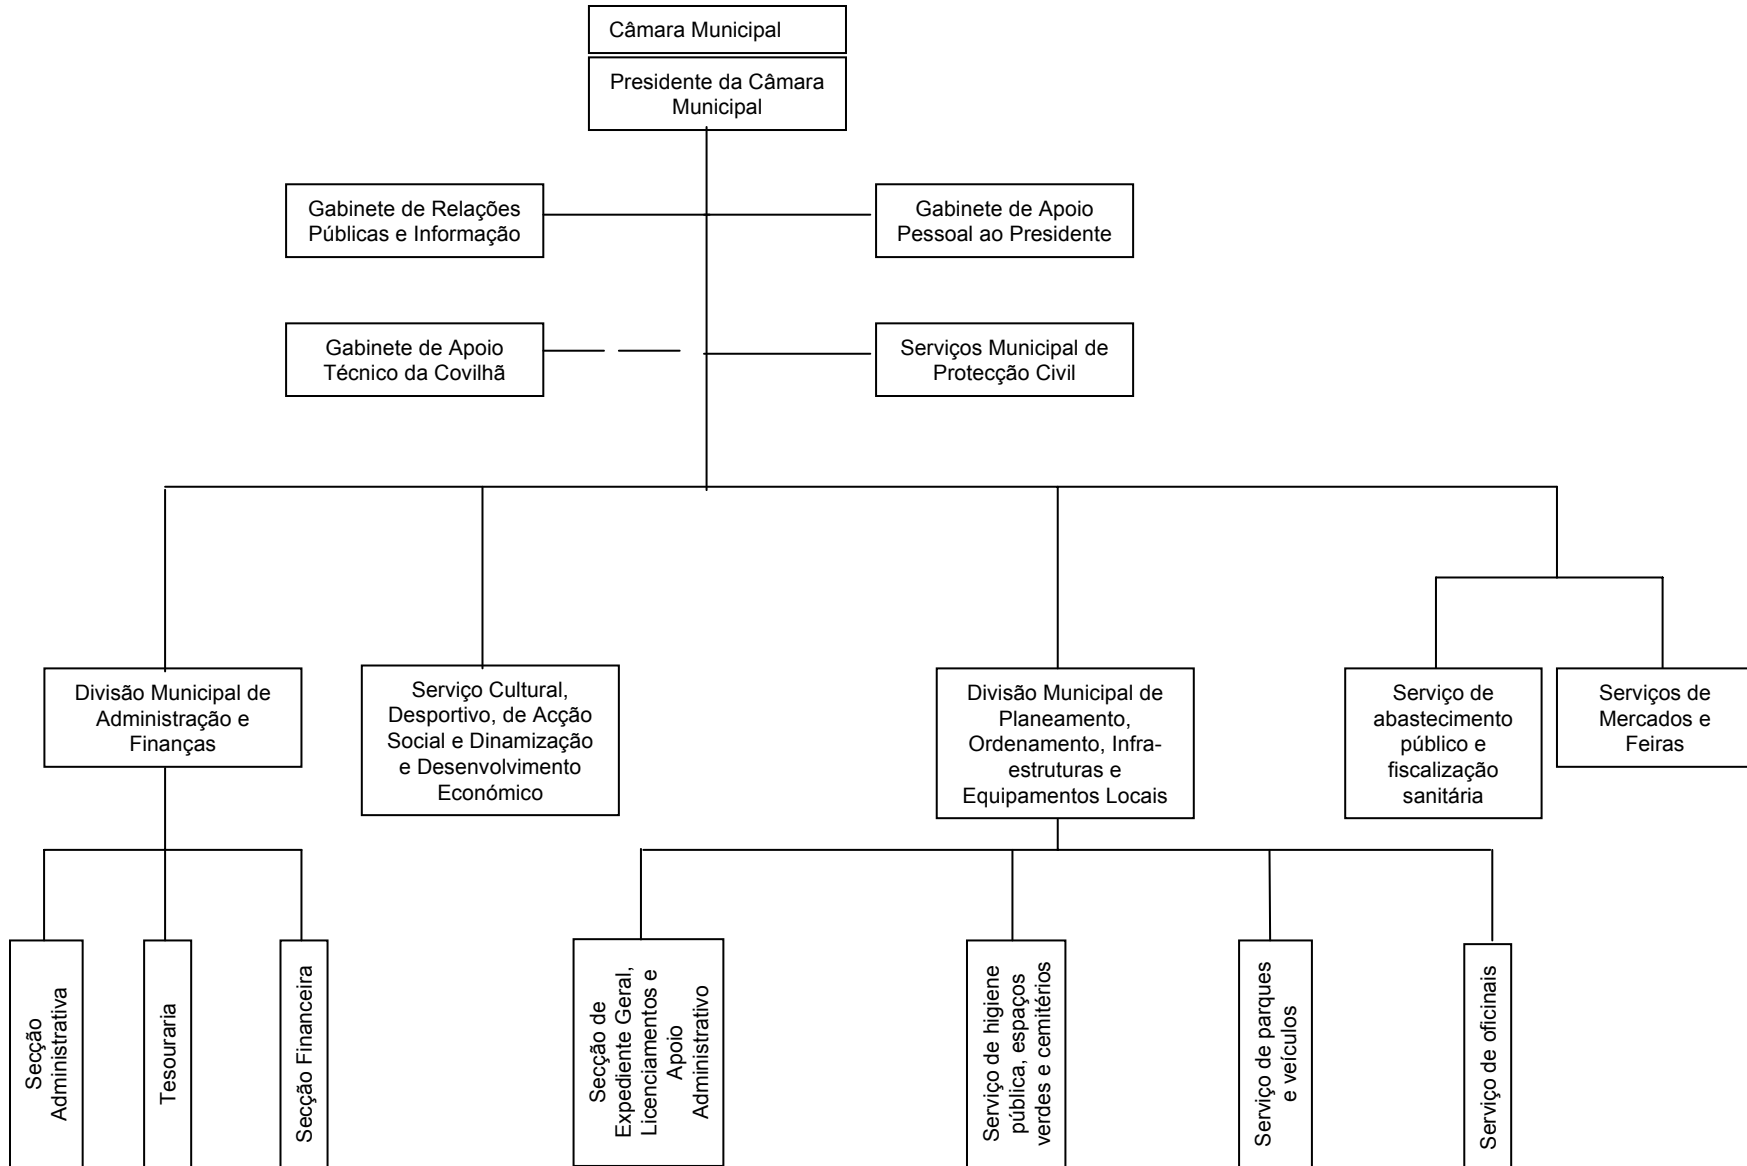 Câmara Municipal
Presidente da Câmara
Municipal
Gabinete de Relações
Públicas e Informação
Gabinete de Apoio
Pessoal ao Presidente
Gabinete de Apoio
Técnico da Covilhã
Serviços Municipal de
Protecção Civil
Divisão Municipal de
Administração e
Finanças
Serviço Cultural,
Desportivo, de Acção
Social e Dinamização
e Desenvolvimento
Económico
Divisão Municipal de
Planeamento,
Ordenamento, Infra-
estruturas e
Equipamentos Locais
Serviço de
abastecimento
público e
fiscalização
sanitária
Serviços de
Mercados e
Feiras
Secção
Administrativa
Tesouraria
Secção Financeira
Secção de
Expediente Geral,
Licenciamentos e
Apoio
Administrativo
Serviço de higiene
pública, espaços
verdes e cemitérios
Serviço de parques
e veículos
Serviço de oficinais